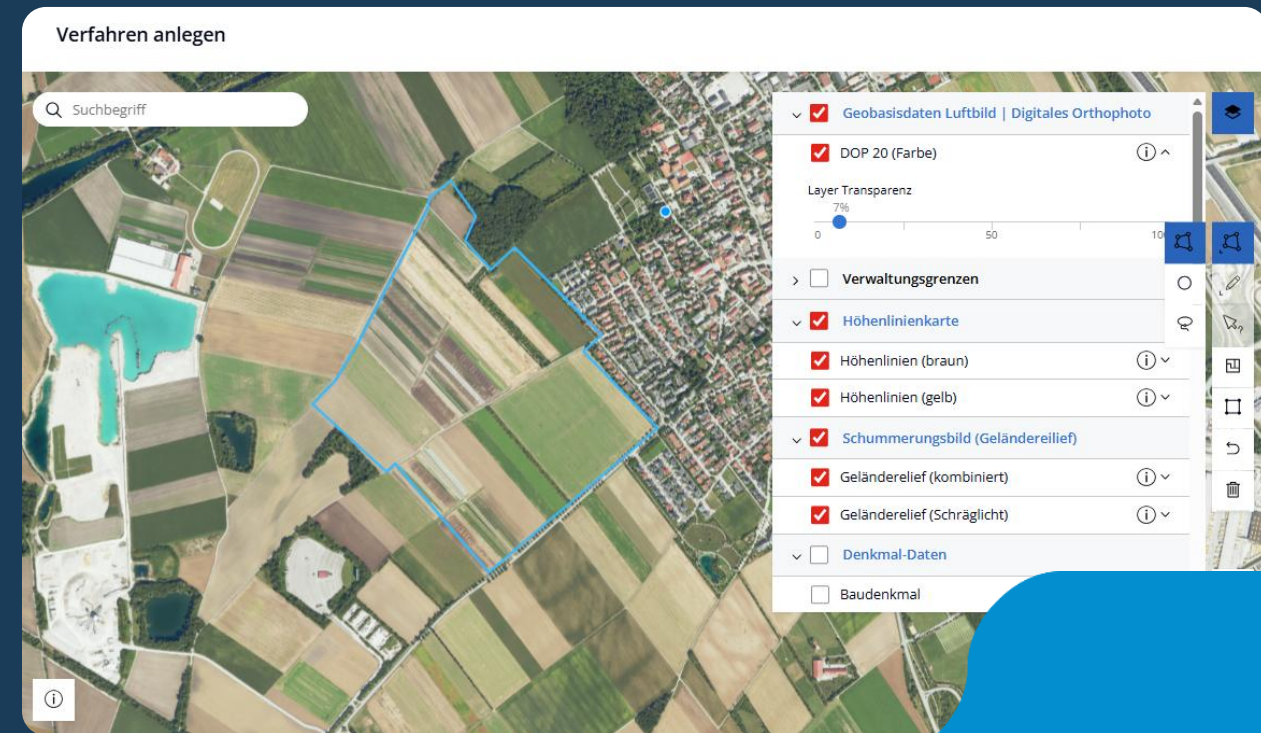 Verfahren anlegen
Suchbegriff
Geobasisdaten Luftbild | Digitales Orthophoto
DOP 20 (Farbe)
Layer Transparenz
7%
0 50
Verwaltungsgrenzen
Höhenlinienkarte
Höhenlinien (braun)
Höhenlinien (gelb)
Schummerungsbild (Geländereilief)
Geländerelief (kombiniert)
Geländerelief (Schräglicht)
Denkmal-Daten
Baudenkmal